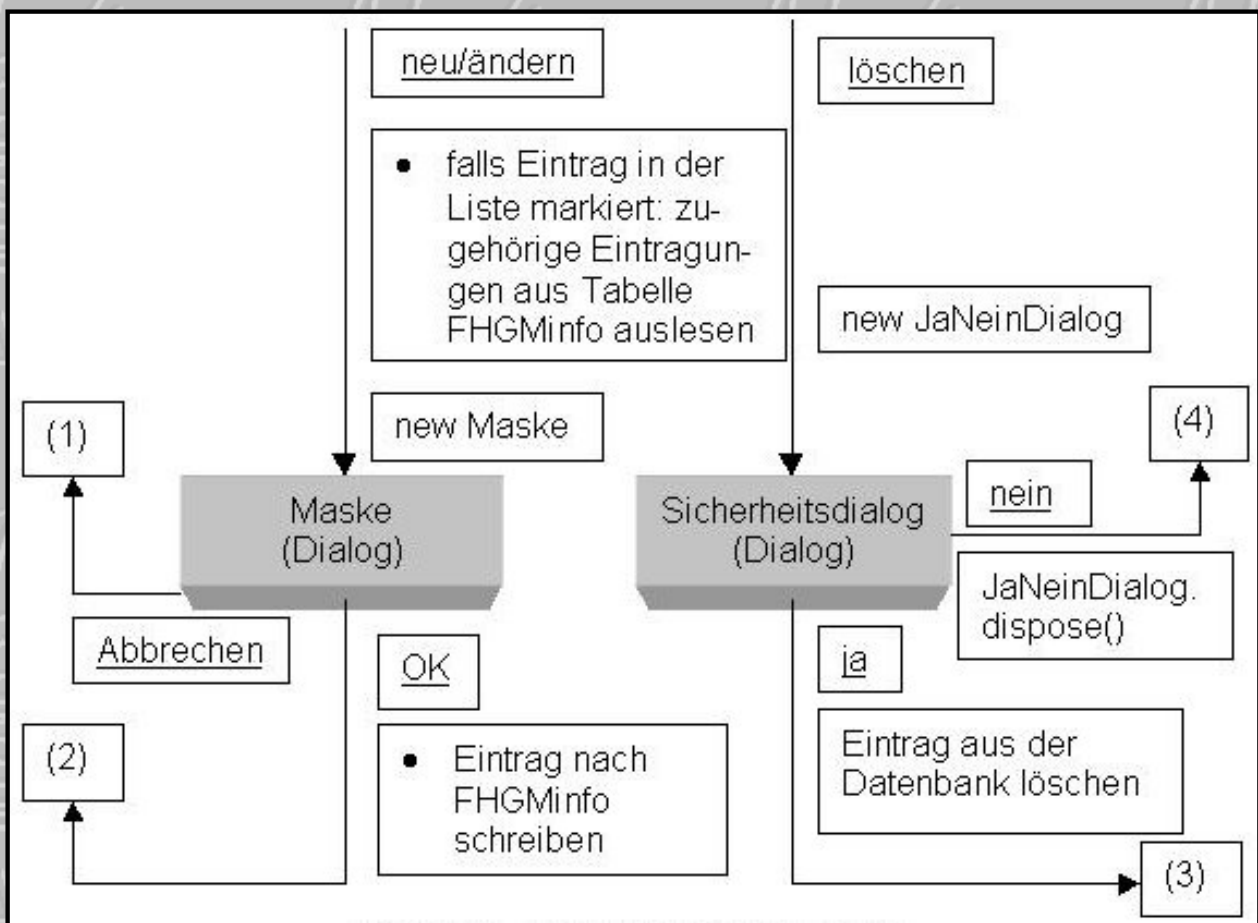 neu/ändern
löschen
• falls Eintrag in der
Liste markiert: zu-
gehörige Eintragun-
gen aus Tabelle
FHGMinfo auslesen
new JaNeinDialog
new Maske
(1)
(4)
Maske
(Dialog)
Sicherheitsdialog
(Dialog)
nein
JaNeinDialog.
dispose()
Abbrechen
OK
ja
(2)
• Eintrag nach
FHGMinfo
schreiben
Eintrag aus der
Datenbank löschen
(3)